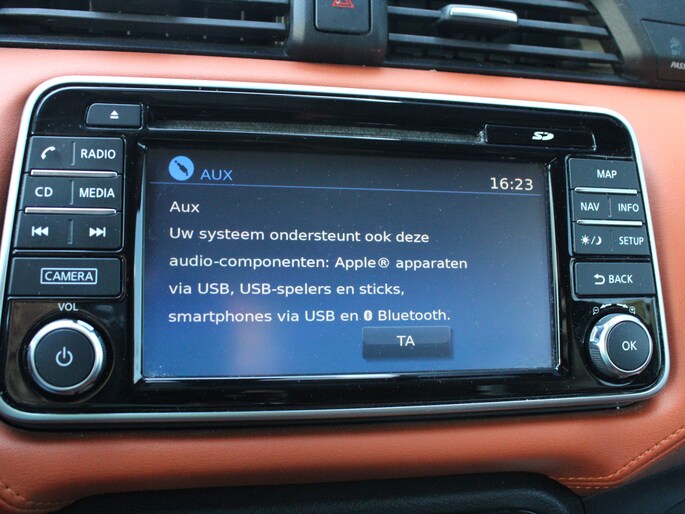 PASS
SD
RADIO
CD MEDIA
CAMERA
VOL
AUX
16:23
Aux
Uw systeem ondersteunt ook deze
audio-componenten: Apple® apparaten
via USB, USB-spelers en sticks,
smartphones via USB en Bluetooth.
TA
MAP
NAV INFO
SETUP
BACK
OK